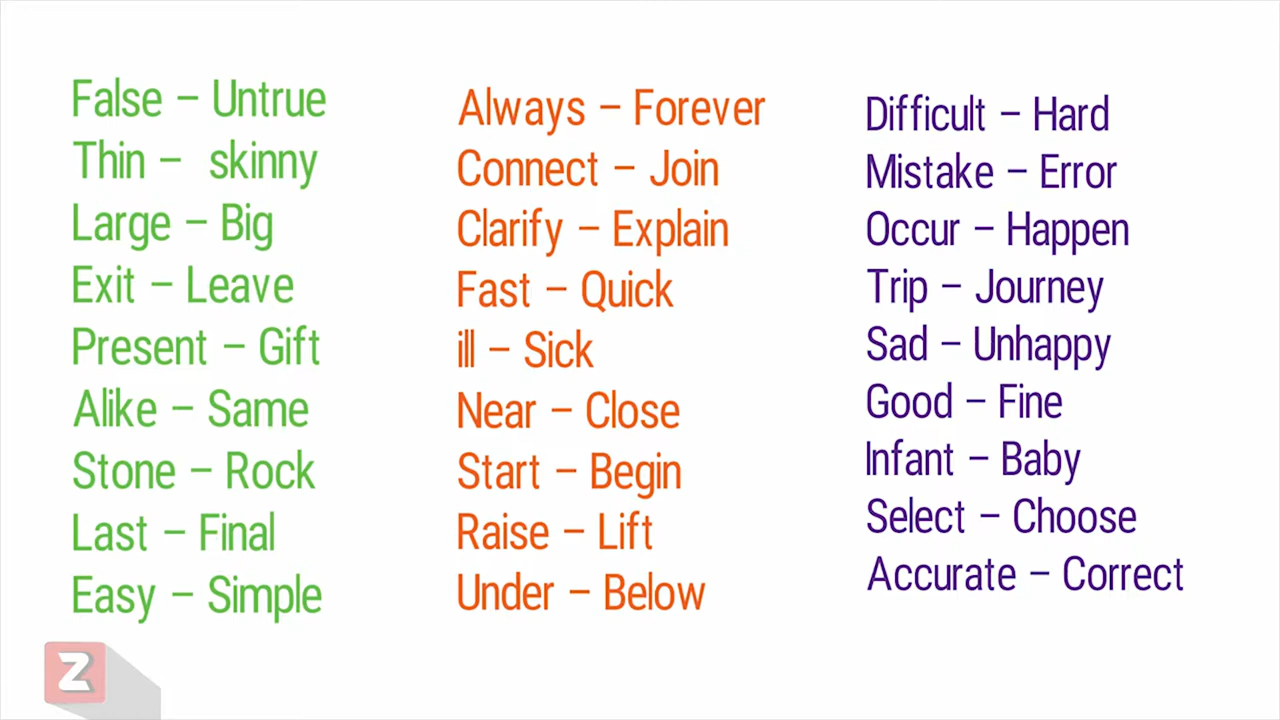 False – Untrue
Thin – skinny
Large – Big
Exit – Leave
Present – Gift
Alike – Same
Stone – Rock
Last – Final
Easy – Simple
Always – Forever
Connect – Join
Clarify – Explain
Fast – Quick
ill – Sick
Near – Close
Start – Begin
Raise – Lift
Under – Below
Difficult – Hard
Mistake – Error
Occur – Happen
Trip – Journey
Sad – Unhappy
Good – Fine
Infant – Baby
Select – Choose
Accurate – Correct
Z